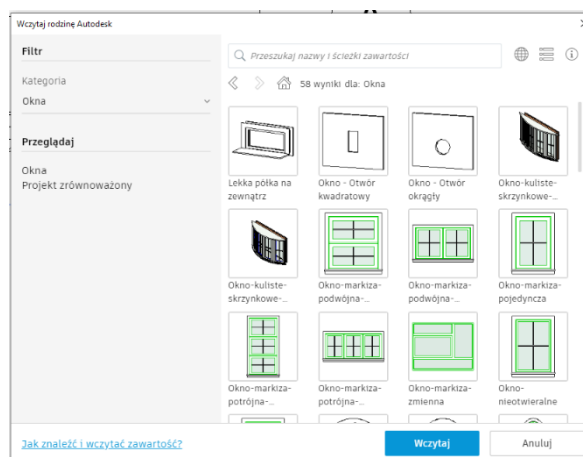 Wczytaj rodzinę Autodesk
Filtr
Kategoria
Okna
Przeglądaj
Okna
Projekt zrównoważony
Przeszukaj nazwy i ścieżki zawartości
58 wyniki dla: Okna
Lekka półka na
zewnątrz
Okno - Otwór
kwadratowy
Okno - Otwór
okrągły
Okno-kuliste-
skrzynkowe-...
Okno-kuliste-
skrzynkowe-...
Okno-markiza-
podwójna-...
Okno-markiza-
podwójna-...
Okno-markiza-
pojedyncza
Okno-markiza-
potrójna-...
Okno-markiza-
potrójna-...
Okno-markiza-
zmienna
Okno-
nieotwieralne
Jak znaleźć i wczytać zawartość?
Wczytaj
Anuluj